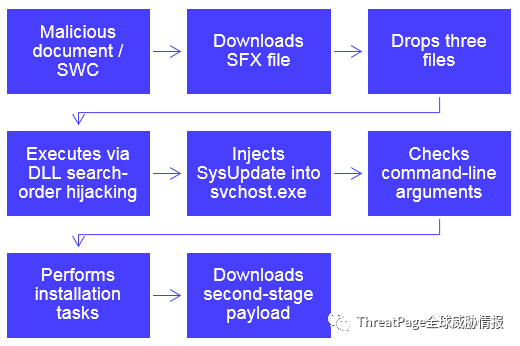 Malicious
document /
SWC
Downloads
SFX file
Drops three
files
Executes via
DLL search-
order hijacking
Injects
SysUpdate into
svchost.exe
Checks
command-line
arguments
Performs
installation
tasks
Downloads
second-stage
payload
ThreatPage全球威胁情报